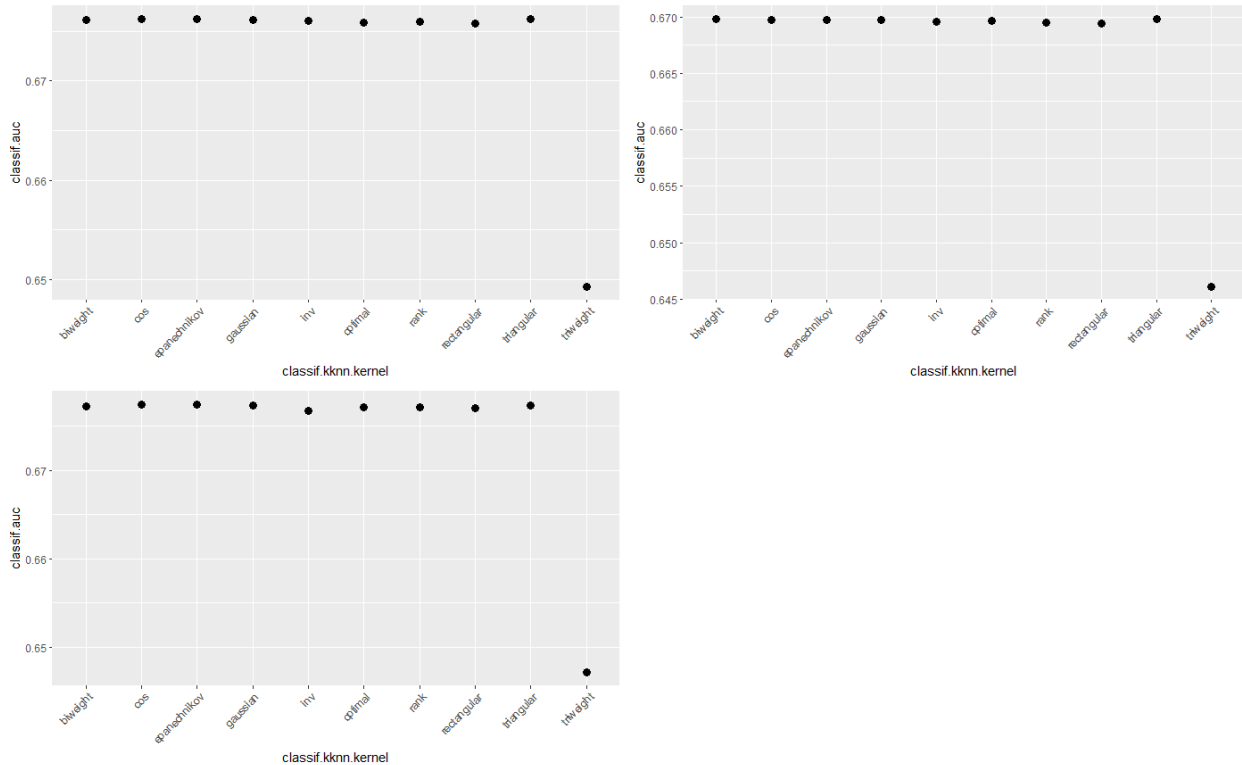 classif.auc
0.67
0.66
0.65
biweight
cos
epanechnikov
gaussian
inv
optimal
rank
rectangular
triangular
triweight
classif.kknn.kernel
classif.auc
0.670
0.665
0.660
0.655
0.650
0.645
biweight
cos
epanechnikov
gaussian
inv
optimal
rank
rectangular
triangular
triweight
classif.kknn.kernel
classif.auc
0.67
0.66
0.65
biweight
cos
epanechnikov
gaussian
inv
optimal
rank
rectangular
triangular
triweight
classif.kknn.kernel